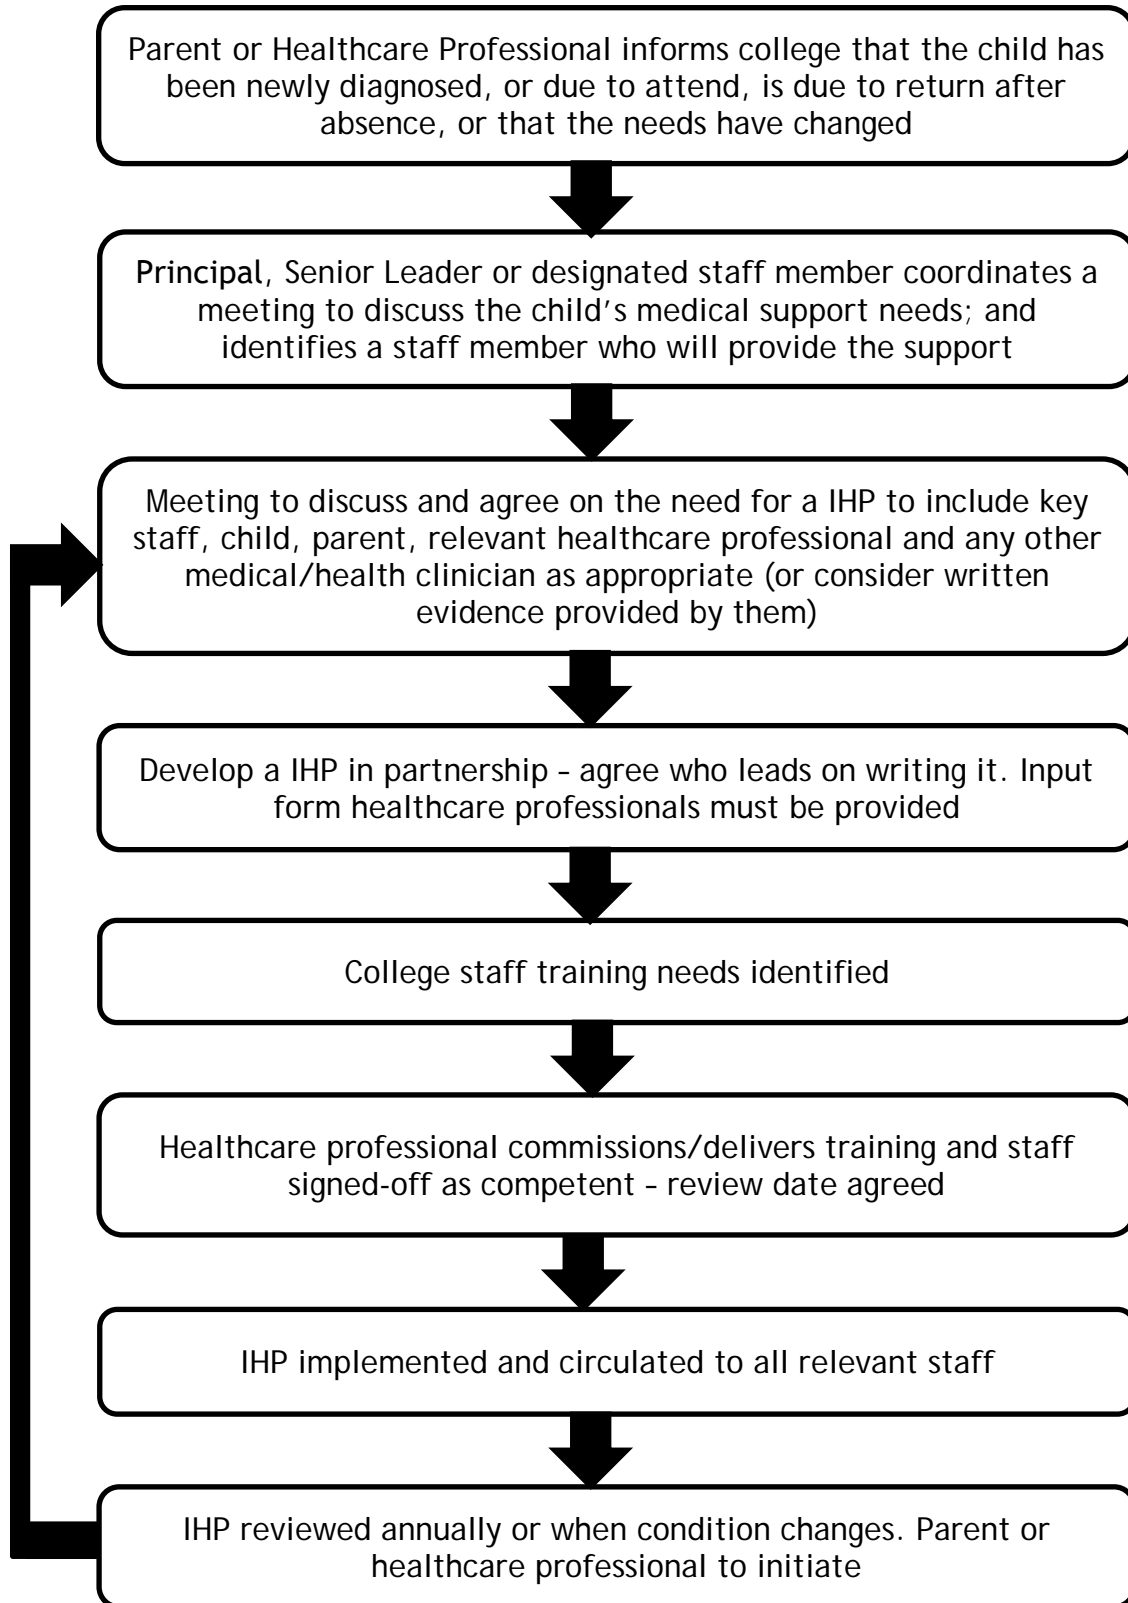 Parent or Healthcare Professional informs college that the child has
been newly diagnosed, or due to attend, is due to return after
absence, or that the needs have changed
Principal, Senior Leader or designated staff member coordinates a
meeting to discuss the child's medical support needs; and
identifies a staff member who will provide the support
Meeting to discuss and agree on the need for a IHP to include key
staff, child, parent, relevant healthcare professional and any other
medical/health clinician as appropriate (or consider written
evidence provided by them)
Develop a IHP in partnership – agree who leads on writing it. Input
form healthcare professionals must be provided
College staff training needs identified
Healthcare professional commissions/delivers training and staff
signed-off as competent – review date agreed
IHP implemented and circulated to all relevant staff
IHP reviewed annually or when condition changes. Parent or
healthcare professional to initiate